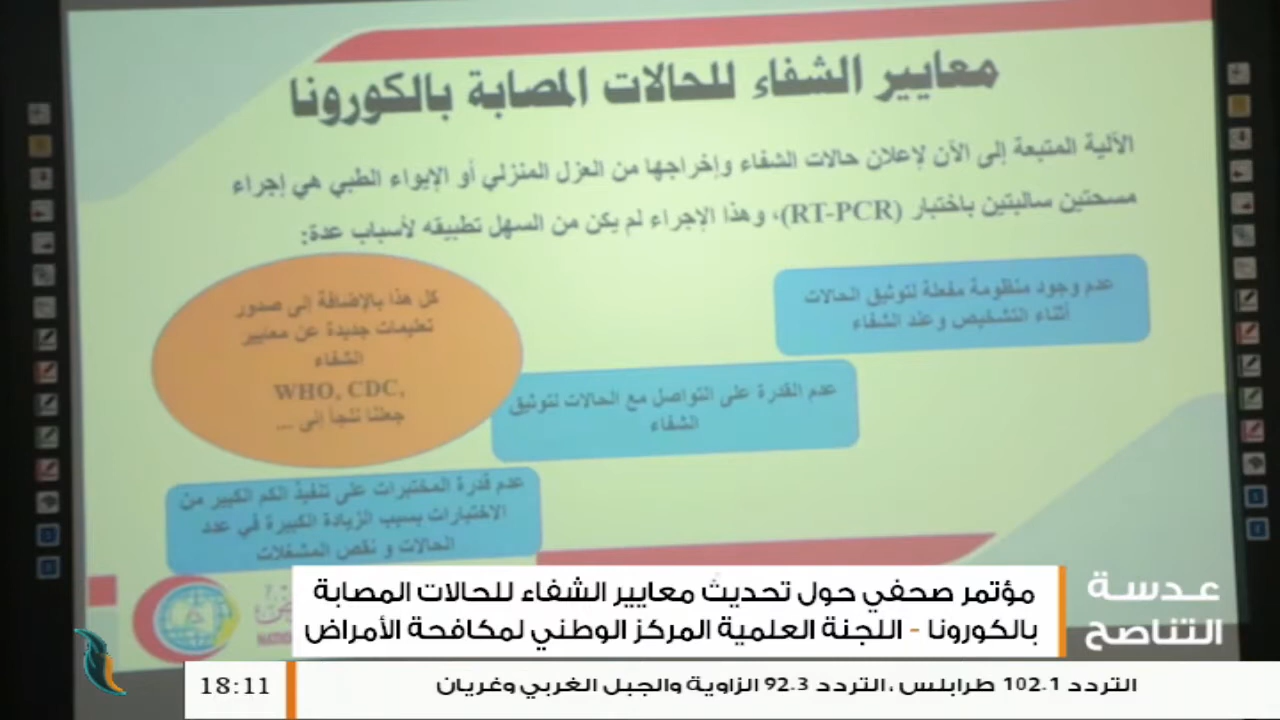 معايير الشفاء للحالات المصابة بالكورونا
الآلية المتبعة إلى الأن لإعلان حالات الشفاء وإخراجها من العزل المنزلي أو الإيواء الطبي هي إجراء
مسحتين سالبتين باختبار (RT-PCR)، وهذا الإجراء لم يكن من السهل تطبيقه لأسباب عدة:
عدم وجود منظومة مفعلة لتوثيق الحالات
أثناء التشخيص وعند الشفاء
عدم القدرة على التواصل مع الحالات لتوثيق
الشفاء
عدم قدرة المختبرات على تنفيذ الكم الكبير من
الاختبارات بسبب الزيادة الكبيرة في عدد
الحالات و نقص المشغلات
كل هذا بالإضافة إلى صدور
تعليمات جديدة عن معايير
الشفاء
WHO, CDC,
جعلنا نلجأ إلى ...
عدسة
التناصح
مؤتمر صحفي حول تحديث معايير الشفاء للحالات المصابة
بالكورونا - اللجنة العلمية المركز الوطني لمكافحة الأمراض
التردد 102.1 طرابلس ، التردد 92.3 الزاوية والجبل الغربي وغريان
18:11